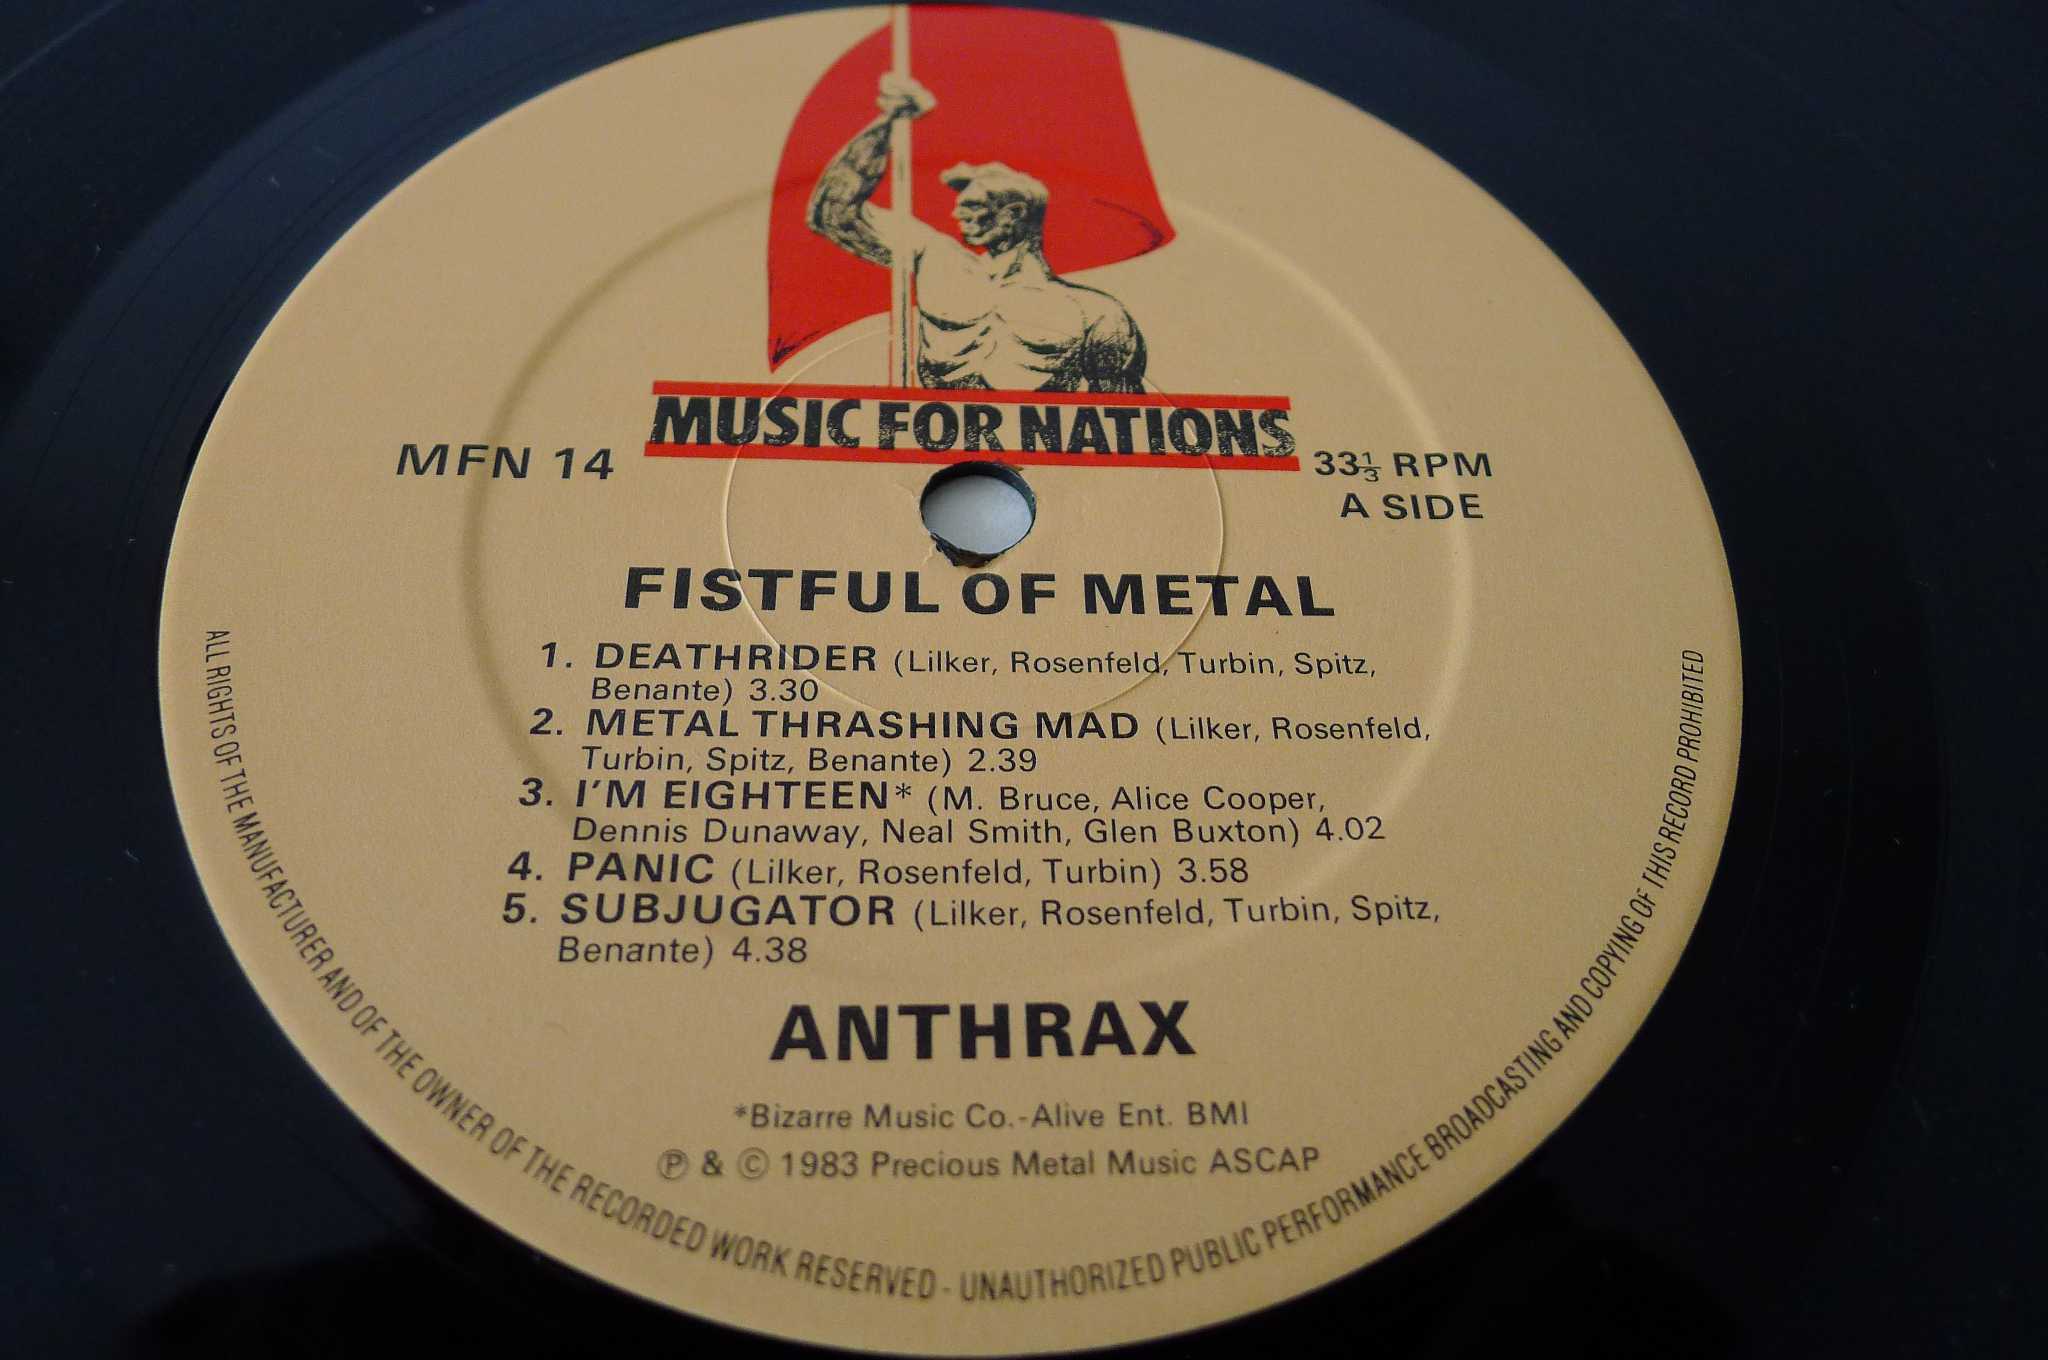 MUSIC FOR NATIONS
MFN 14
33⅓ RPM
A SIDE
FISTFUL OF METAL
1. DEATHRIDER (Lilker, Rosenfeld, Turbin, Spitz,
Benante) 3.30
2. METAL THRASHING MAD (Lilker, Rosenfeld,
Turbin, Spitz, Benante) 2.39
3. I'M EIGHTEEN* (M. Bruce, Alice Cooper,
Dennis Dunaway, Neal Smith, Glen Buxton) 4.02
4. PANIC (Lilker, Rosenfeld, Turbin) 3.58
5. SUBJUGATOR (Lilker, Rosenfeld, Turbin, Spitz,
Benante) 4.38
ANTHRAX
*Bizarre Music Co.-Alive Ent. BMI
℗ & © 1983 Precious Metal Music ASCAP
ALL RIGHTS OF THE MANUFACTURER AND OF THE OWNER OF THE RECORDED WORK RESERVED - UNAUTHORIZED PUBLIC PERFORMANCE BROADCASTING AND COPYING OF THIS RECORD PROHIBITED